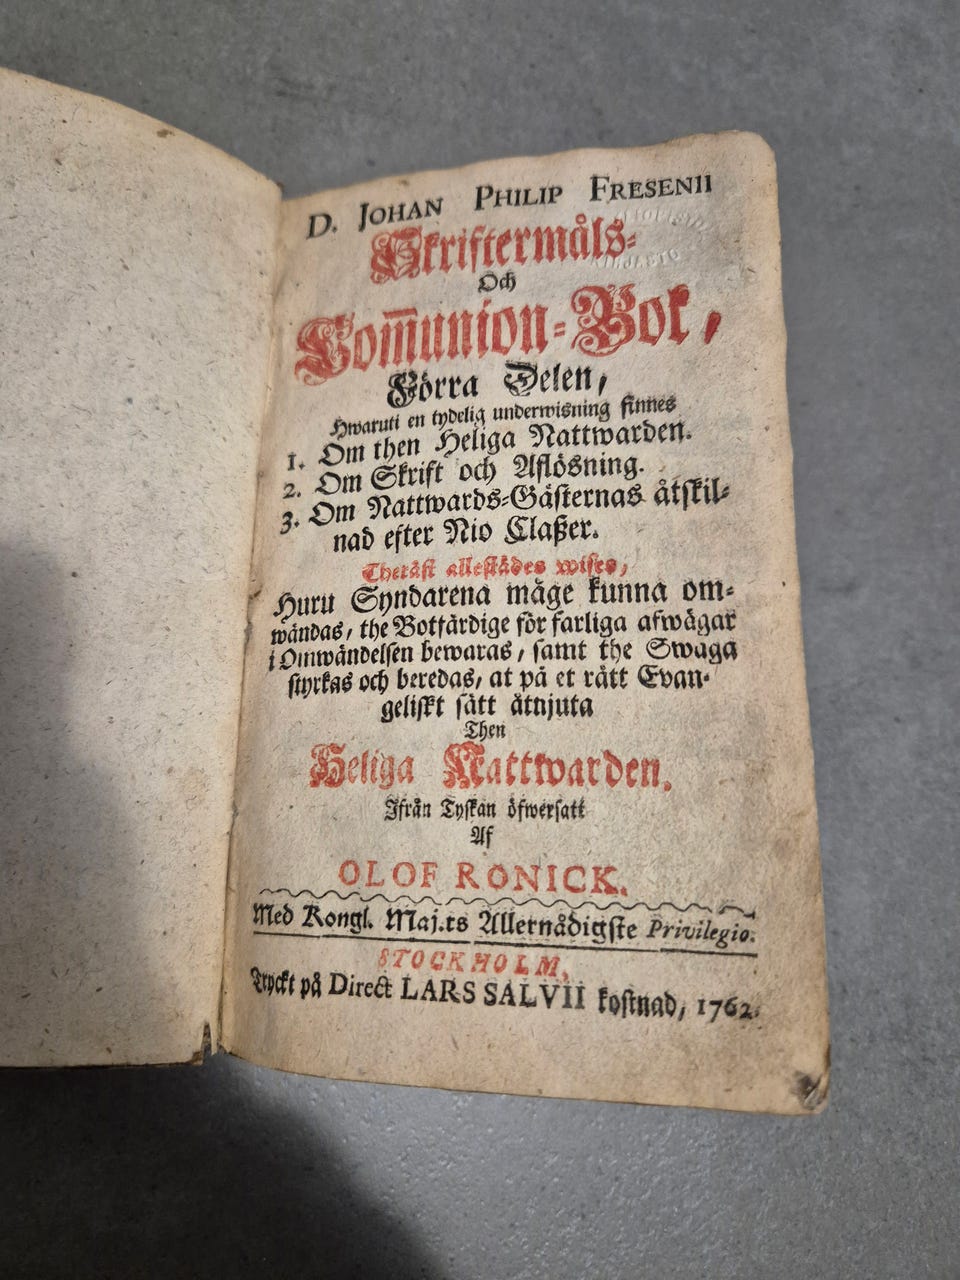 D. JOHAN PHILIP FRESENII
Skriftermåls-
Och
Com̅union-Bok,
Förra Delen,
Hwaruti en tydelig underwisning finnes
1. Om then Heliga Nattwarden.
2. Om Skrift och Aflösning.
3. Om Nattwards-Gästernas åtskil-
nad efter Nio Claßer.
Theräst allestädes wises,
Huru Syndarena måge kunna om-
wändas, the Botfärdige för farliga afwägar
i Omwändelsen bewaras, samt the Swaga
styrkas och beredas, at på et rätt Evan-
geliskt sätt åtnjuta
Then
Heliga Nattwarden.
Ifrån Tyskan öfwersatt
Af
OLOF RONICK.
Med Kongl. Maj.ts Allernådigste Privilegio.
STOCKHOLM,
Tryckt på Direct LARS SALVII kostnad, 1762.